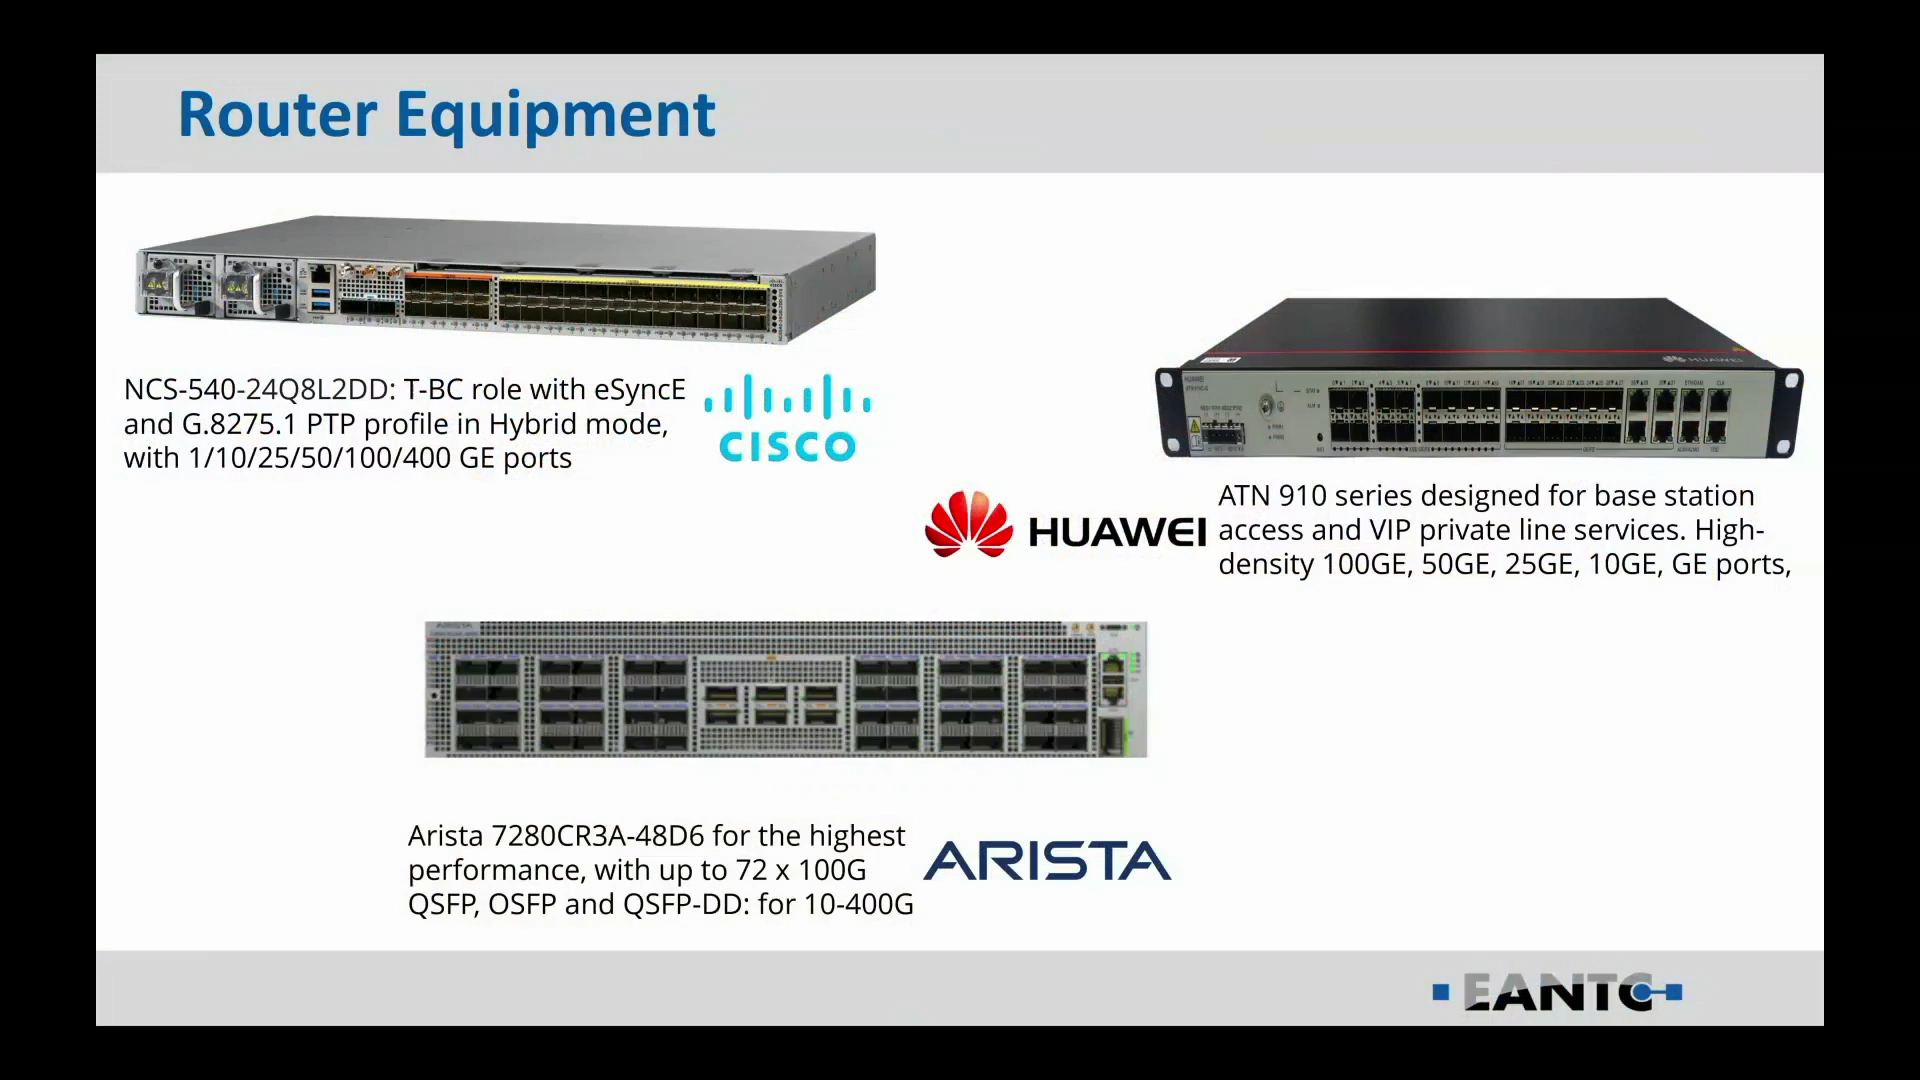 Router Equipment
NCS-540-24Q8L2DD: T-BC role with eSyncE
and G.8275.1 PTP profile in Hybrid mode,
with 1/10/25/50/100/400 GE ports
CISCO
HUAWEI
HUAWEI
ATN 910 series designed for base station
access and VIP private line services. High-
density 100GE, 50GE, 25GE, 10GE, GE ports,
ARISTA
Arista 7280CR3A-48D6 for the highest
performance, with up to 72 x 100G
QSFP, OSFP and QSFP-DD: for 10-400G
ARISTA
EANTC